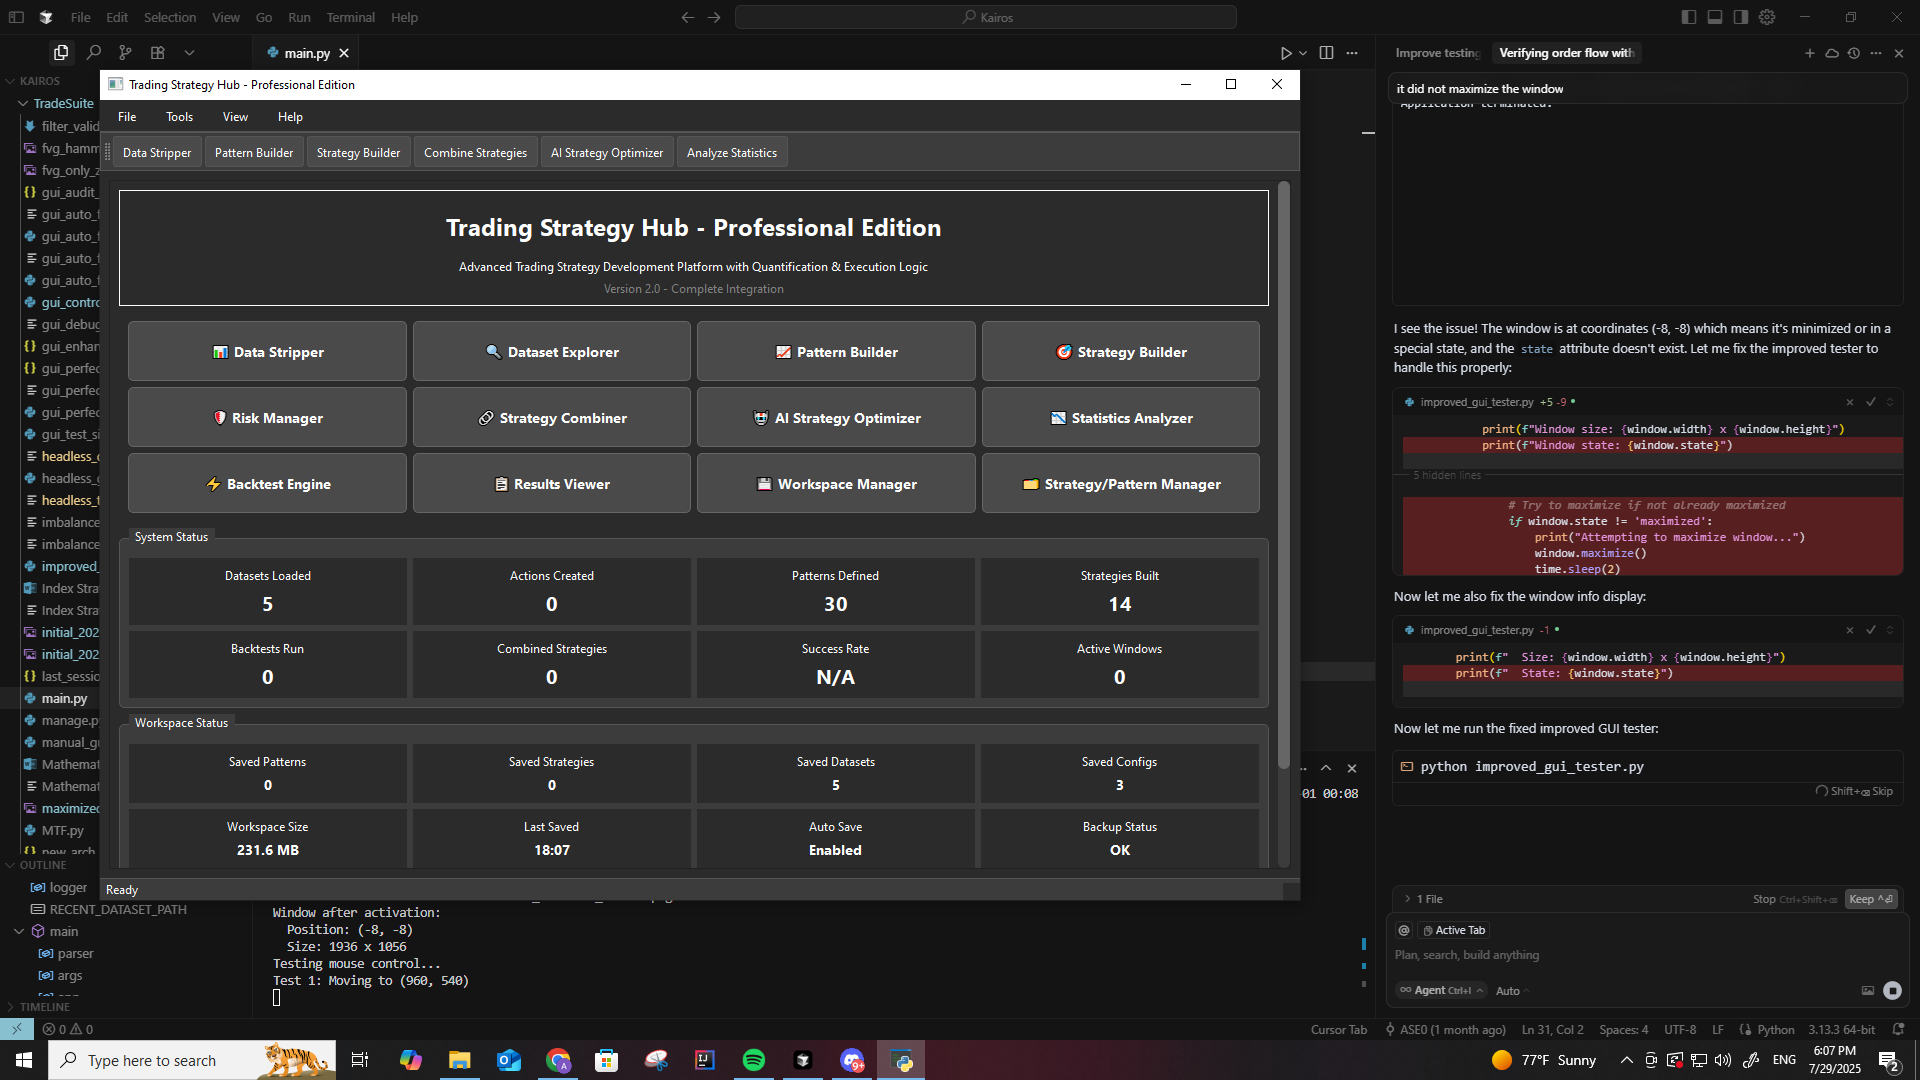 File Edit Selection View Go Run Terminal Help
Kairos
main.py
Improve testing
Verifying order flow with
KAIROS
TradeSuite
filter_valid
fvg_hamm
fvg_only_z
gui_audit_
gui_auto_f
gui_auto_f
gui_auto_f
gui_auto_f
gui_contro
gui_debug
gui_enhan
gui_perfec
gui_perfec
gui_perfec
gui_test_si
headless_c
headless_g
headless_t
imbalance
imbalance
improved_
Index Stra
Index Stra
initial_202
initial_202
last_sessio
main.py
manage.p
manual_gu
Mathemat
Mathemat
maximized
MTF.py
new_arch
OUTLINE
logger
RECENT_DATASET_PATH
main
parser
args
TIMELINE
Trading Strategy Hub - Professional Edition
File Tools View Help
Data Stripper
Pattern Builder
Strategy Builder
Combine Strategies
AI Strategy Optimizer
Analyze Statistics
Trading Strategy Hub - Professional Edition
Advanced Trading Strategy Development Platform with Quantification & Execution Logic
Version 2.0 - Complete Integration
Data Stripper
Dataset Explorer
Pattern Builder
Strategy Builder
Risk Manager
Strategy Combiner
AI Strategy Optimizer
Statistics Analyzer
Backtest Engine
Results Viewer
Workspace Manager
Strategy/Pattern Manager
System Status
Datasets Loaded
5
Actions Created
0
Patterns Defined
30
Strategies Built
14
Backtests Run
0
Combined Strategies
0
Success Rate
N/A
Active Windows
0
Workspace Status
Saved Patterns
0
Saved Strategies
0
Saved Datasets
5
Saved Configs
3
Workspace Size
231.6 MB
Last Saved
18:07
Auto Save
Enabled
Backup Status
OK
Ready
-01 00:08
Window after activation:
Position: (-8, -8)
Size: 1936 x 1056
Testing mouse control...
Test 1: Moving to (960, 540)
it did not maximize the window
Application terminated.
I see the issue! The window is at coordinates (-8, -8) which means it's minimized or in a
special state, and the state attribute doesn't exist. Let me fix the improved tester to
handle this properly:
improved_gui_tester.py +5 -9
print(f"Window size: {window.width} x {window.height}")
print(f"Window state: {window.state}")
5 hidden lines
# Try to maximize if not already maximized
if window.state != 'maximized':
print("Attempting to maximize window...")
window.maximize()
time.sleep(2)
Now let me also fix the window info display:
improved_gui_tester.py -1
print(f"  Size: {window.width} x {window.height}")
print(f"  State: {window.state}")
Now let me run the fixed improved GUI tester:
python improved_gui_tester.py
Shift+⌫ Skip
1 File
Stop Ctrl+Shift+⌫
Keep ^⏎
@ Active Tab
Plan, search, build anything
∞ Agent Ctrl+I
Auto
0 0
Cursor Tab
ASE0 (1 month ago)
Ln 31, Col 2
Spaces: 4
UTF-8
LF
Python
3.13.3 64-bit
Type here to search
9+
77°F Sunny
ENG
6:07 PM
7/29/2025
2